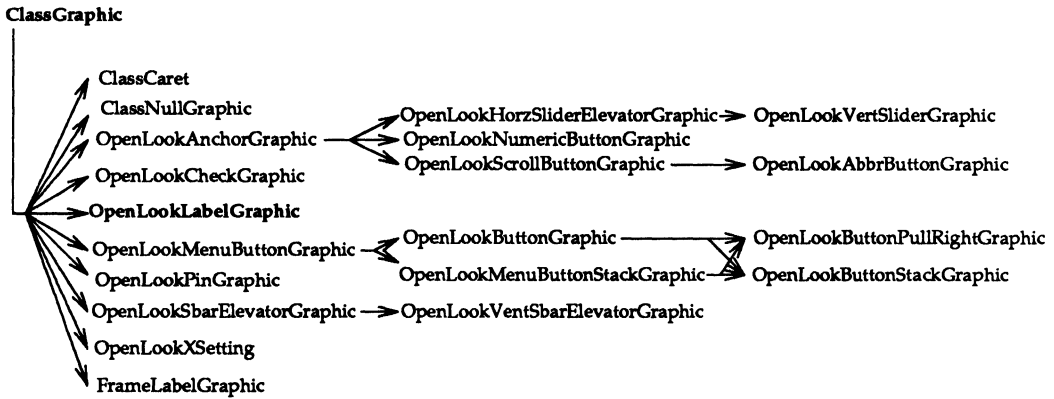 ClassGraphic
ClassCaret
ClassNullGraphic
OpenLookAnchorGraphic
OpenLookHorzSliderElevatorGraphic
OpenLookVertSliderGraphic
OpenLookNumericButtonGraphic
OpenLookScrollButtonGraphic
OpenLookAbbrButtonGraphic
OpenLookCheckGraphic
OpenLookLabelGraphic
OpenLookMenuButtonGraphic
OpenLookButtonGraphic
OpenLookButtonPullRightGraphic
OpenLookMenuButtonStackGraphic
OpenLookButtonStackGraphic
OpenLookPinGraphic
OpenLookSbarElevatorGraphic
OpenLookVentSbarElevatorGraphic
OpenLookXSetting
FrameLabelGraphic